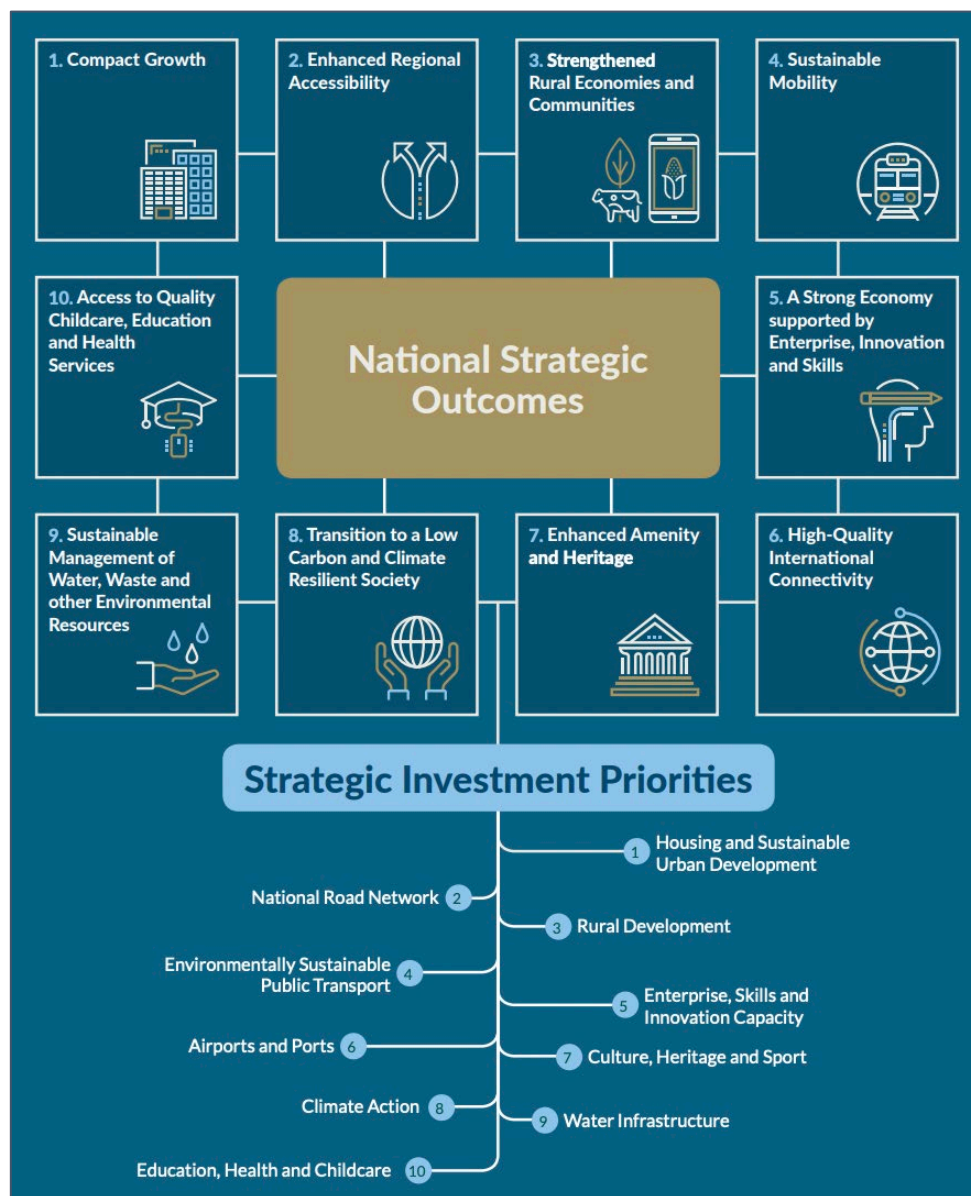 1. Compact Growth
2. Enhanced Regional
Accessibility
3. Strengthened
Rural Economies and
Communities
4. Sustainable
Mobility
10. Access to Quality
Childcare, Education
and Health
Services
National Strategic
Outcomes
5. A Strong Economy
supported by
Enterprise, Innovation
and Skills
9. Sustainable
Management of
Water, Waste and
other Environmental
Resources
8. Transition to a Low
Carbon and Climate
Resilient Society
7. Enhanced Amenity
and Heritage
6. High-Quality
International
Connectivity
Strategic Investment Priorities
1 Housing and Sustainable
Urban Development
National Road Network 2
3 Rural Development
Environmentally Sustainable
Public Transport 4
5 Enterprise, Skills and
Innovation Capacity
Airports and Ports 6
7 Culture, Heritage and Sport
Climate Action 8
9 Water Infrastructure
Education, Health and Childcare 10